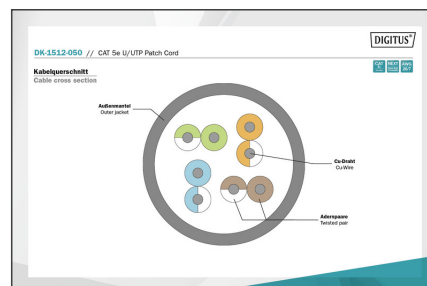 DIGITUS®
DK-1512-050 // CAT 5e U/UTP Patch Cord
Kabelquerschnitt
Cable cross section
Außenmantel
Outer jacket
Cu-Draht
Cu-Wire
Aderspaare
Twisted pair